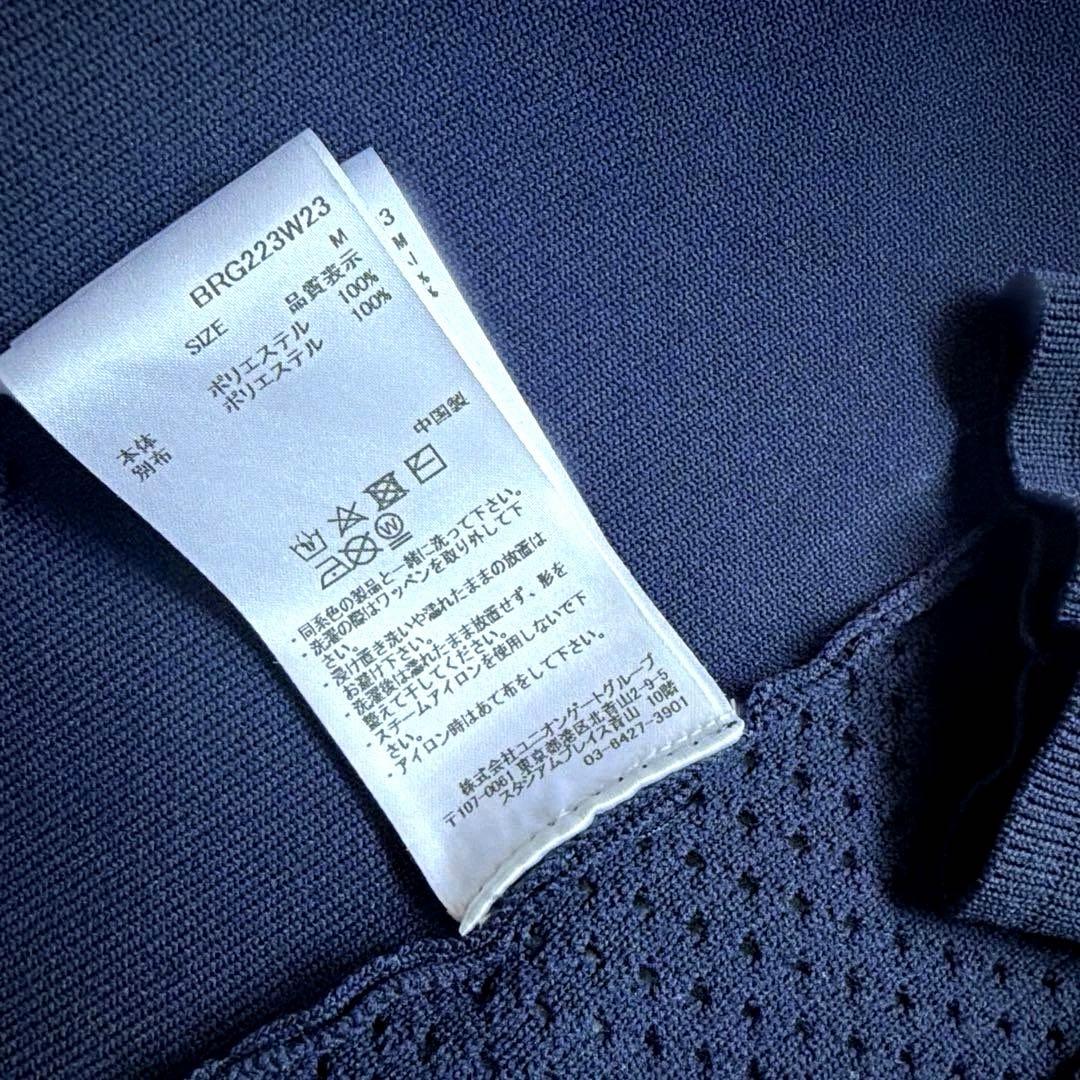 BRG223W23
SIZE M
品質表示
本体 ポリエステル 100%
別布 ポリエステル 100%
中国製
W
・同系色の製品と一緒に洗って下さい。
・洗濯の際はワッペンを取り外して下
さい。
・受け置き洗いや濡れたままの放置は
お避け下さい。
・洗濯後は濡れたまま放置せず、形を
整えて干してください。
・スチームアイロンを使用しないで下
さい。
・アイロン時はあて布をして下さい。
株式会社ユニオンゲートグループ
〒107-0061 東京都港区北青山2-9-5
スタジアムプレイス青山 10階
03-6427-3901
3
M
%
%